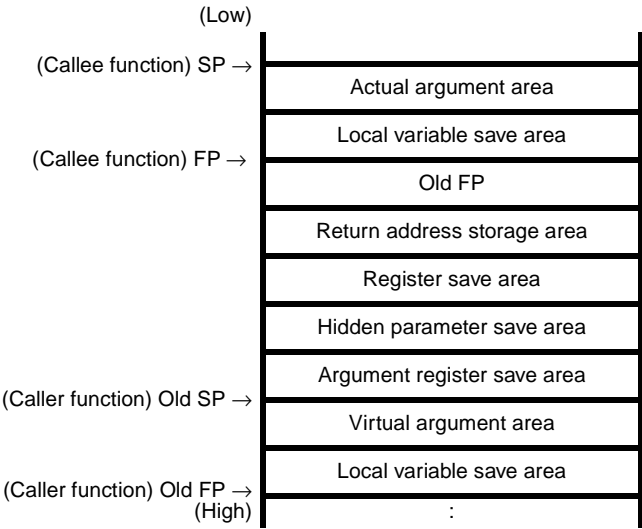 (Low)
(Callee function) SP →
Actual argument area
Local variable save area
(Callee function) FP →
Old FP
Return address storage area
Register save area
Hidden parameter save area
Argument register save area
(Caller function) Old SP →
Virtual argument area
Local variable save area
(Caller function) Old FP →
(High)
: